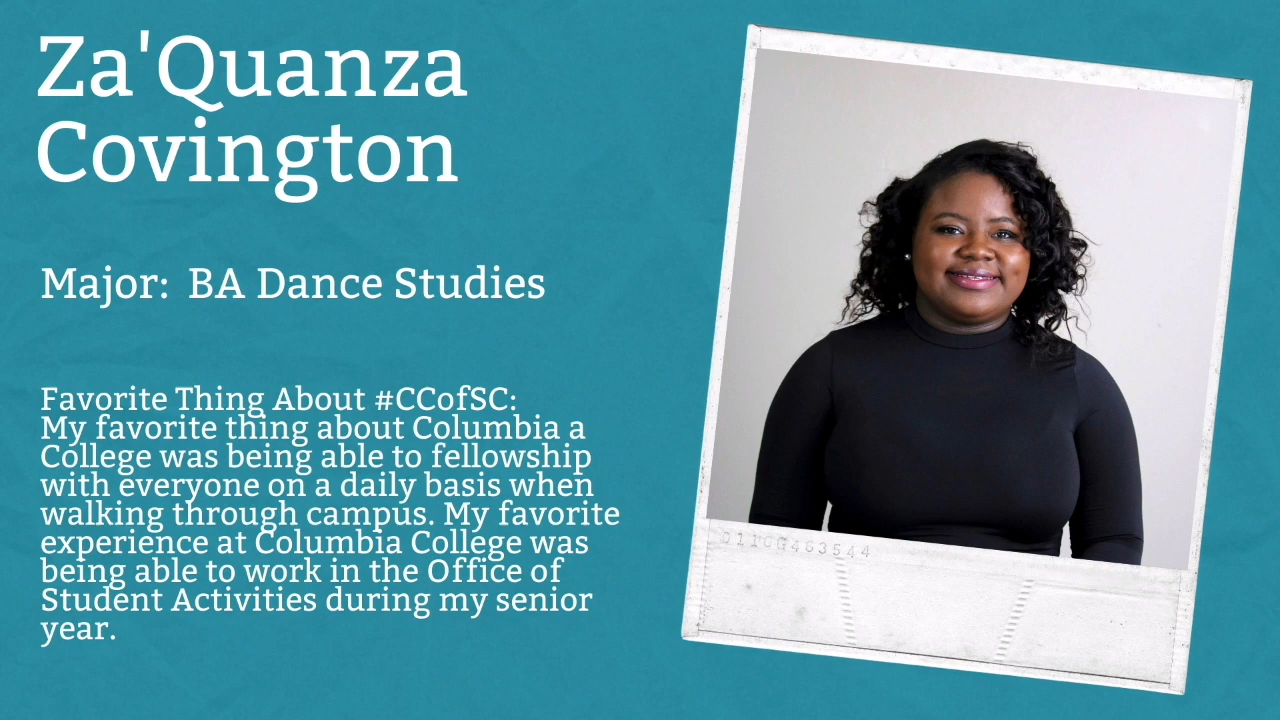 Za'Quanza
Covington
Major: BA Dance Studies
Favorite Thing About #CCofSC:
My favorite thing about Columbia a
College was being able to fellowship
with everyone on a daily basis when
walking through campus. My favorite
experience at Columbia College was
being able to work in the Office of
Student Activities during my senior
year.
0110G463544